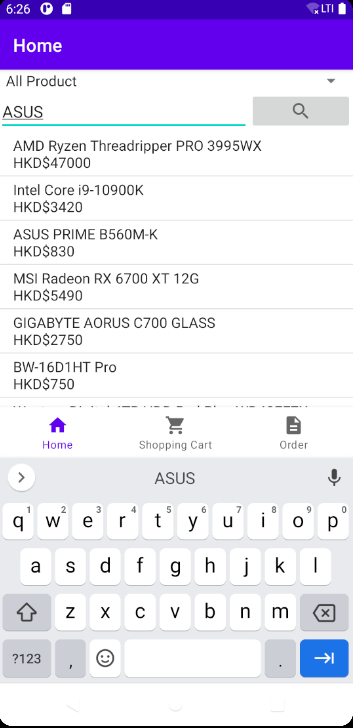 6:26 LTE
Home
All Product
ASUS
AMD Ryzen Threadripper PRO 3995WX
HKD$47000
Intel Core i9-10900K
HKD$3420
ASUS PRIME B560M-K
HKD$830
MSI Radeon RX 6700 XT 12G
HKD$5490
GIGABYTE AORUS C700 GLASS
HKD$2750
BW-16D1HT Pro
HKD$750
Home Shopping Cart Order
ASUS
q1 w2 e3 r4 t5 y6 u7 i8 o9 p0
a s d f g h j k l
z x c v b n m
?123 , .